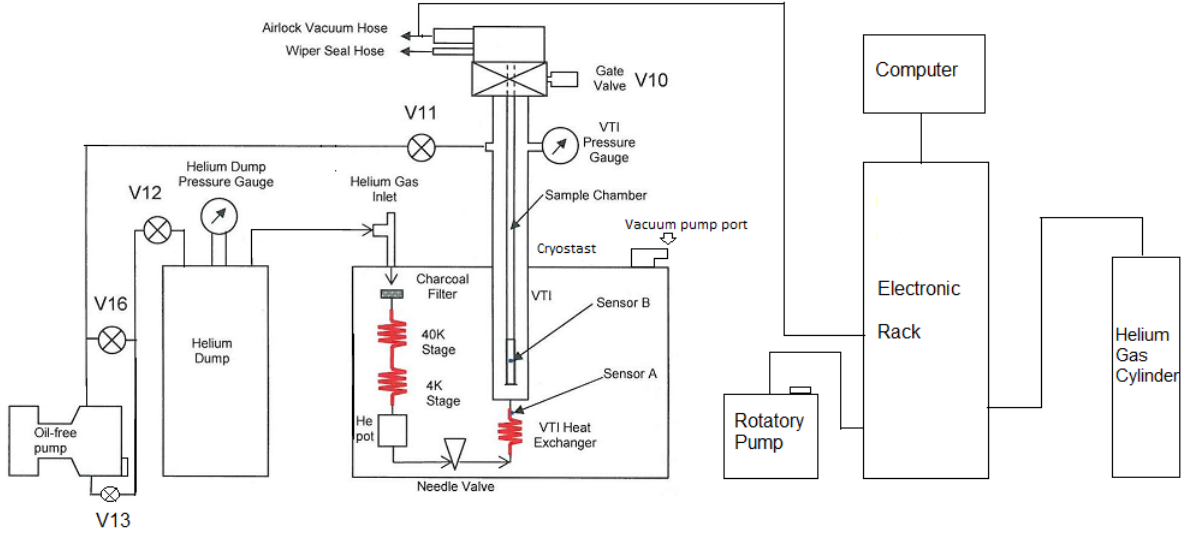 Airlock Vacuum Hose
Wiper Seal Hose
Gate
Valve
V10
Computer
V11
VTI
Pressure
Gauge
Helium Dump
Pressure Gauge
Helium Gas
Inlet
V12
Sample Chamber
Vacuum pump port
Cryostast
Charcoal
Filter
VTI
Sensor B
V16
40K
Stage
Helium
Dump
Electronic
Rack
Helium
Gas
Cylinder
Sensor A
4K
Stage
He
pot
VTI Heat
Exchanger
Rotatory
Pump
Oil-free
pump
Needle Valve
V13